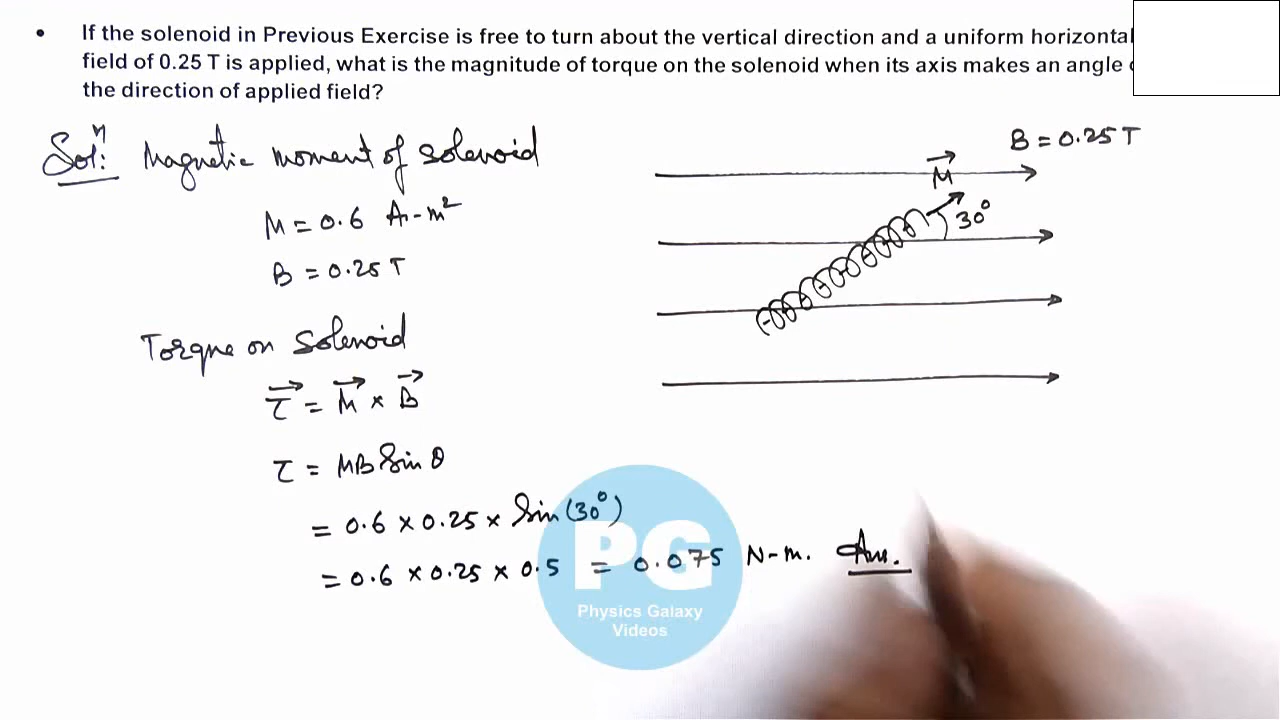 • If the solenoid in Previous Exercise is free to turn about the vertical direction and a uniform horizontal
field of 0.25 T is applied, what is the magnitude of torque on the solenoid when its axis makes an angle
the direction of applied field?
Solⁿ: Magnetic moment of solenoid
M = 0.6 A-m²
B = 0.25 T
Torque on Solenoid
τ⃗ = M⃗ × B⃗
τ = MB Sin θ
= 0.6 × 0.25 × Sin (30°)
= 0.6 × 0.25 × 0.5 = 0.075 N-m. Ans.
B = 0.25 T
M⃗
30°
PG
Physics Galaxy
Videos